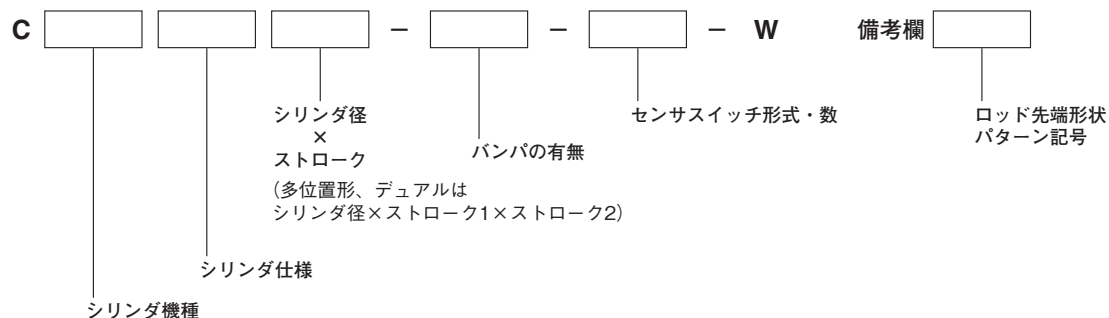 C - - - W 備考欄
シリンダ径
×
ストローク
(多位置形、デュアルは
シリンダ径×ストローク1×ストローク2)
バンパの有無
センサスイッチ形式・数
ロッド先端形状
パターン記号
シリンダ仕様
シリンダ機種